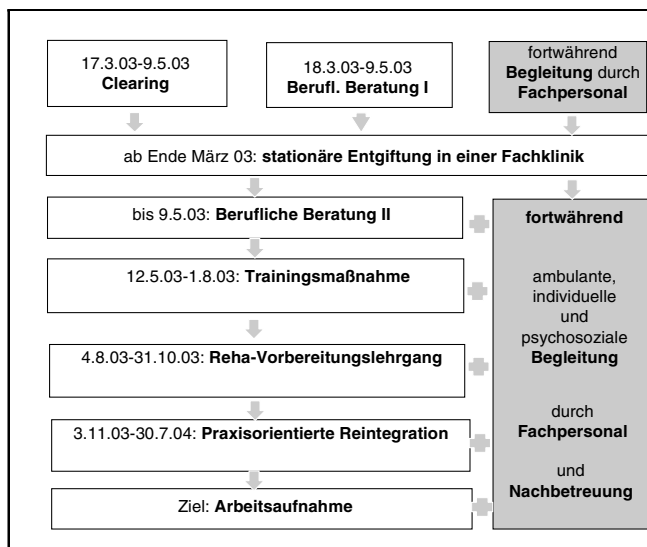 17.3.03-9.5.03
Clearing
18.3.03-9.5.03
Berufl. Beratung I
fortwährend
Begleitung durch
Fachpersonal
ab Ende März 03: stationäre Entgiftung in einer Fachklinik
bis 9.5.03: Berufliche Beratung II
12.5.03-1.8.03: Trainingsmaßnahme
4.8.03-31.10.03: Reha-Vorbereitungslehrgang
3.11.03-30.7.04: Praxisorientierte Reintegration
Ziel: Arbeitsaufnahme
fortwährend
ambulante,
individuelle
und
psychosoziale
Begleitung
durch
Fachpersonal
und
Nachbetreuung